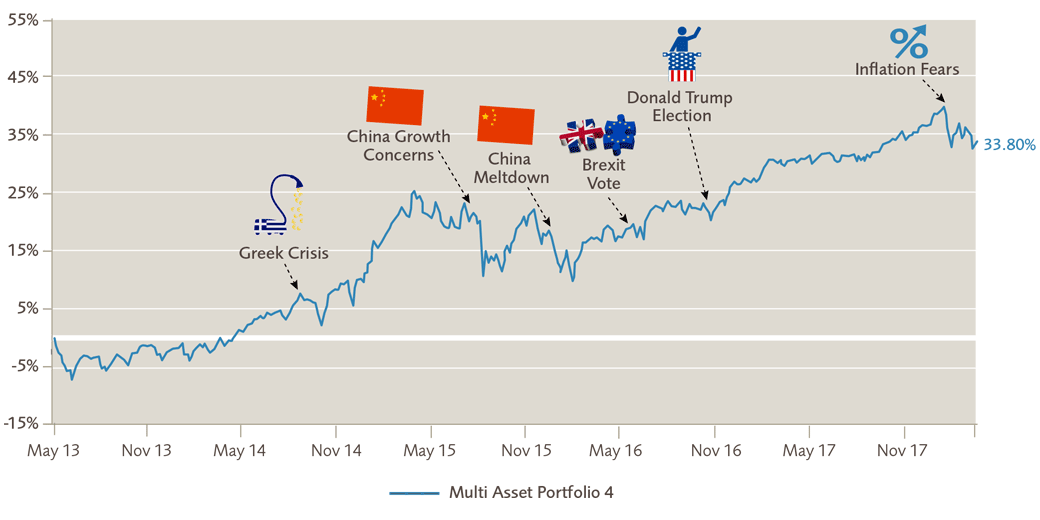 55%
45%
35%
25%
15%
5%
-5%
-15%
Inflation Fears
Donald Trump
Election
China Growth
Concerns
China
Meltdown
Brexit
Vote
Greek Crisis
33.80%
May 13
Nov 13
May 14
Nov 14
May 15
Nov 15
May 16
Nov 16
May 17
Nov 17
Multi Asset Portfolio 4